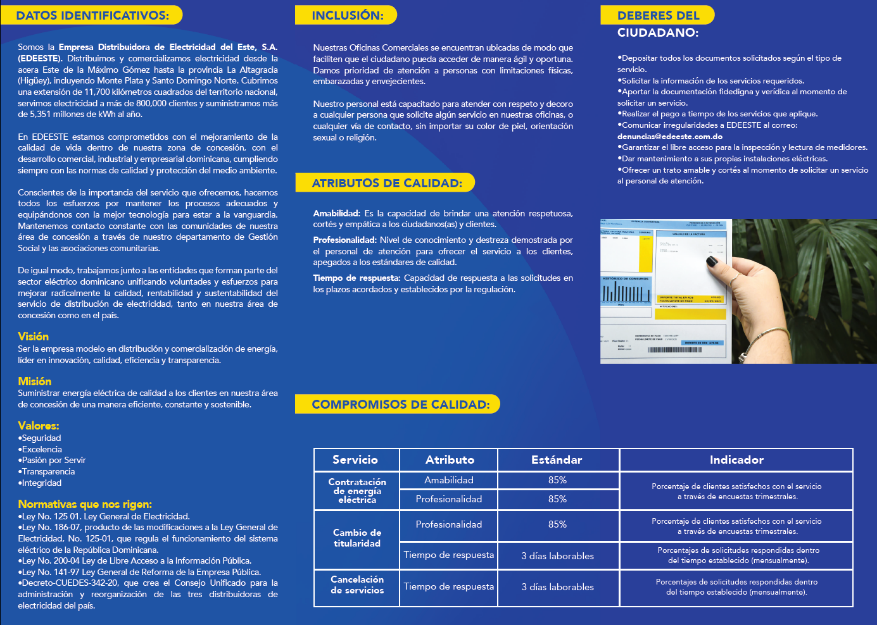 DATOS IDENTIFICATIVOS:
Somos la Empresa Distribuidora de Electricidad del Este, S.A.
(EDEESTE). Distribuimos y comercializamos electricidad desde la
acera Este de la Máximo Gómez hasta la provincia La Altagracia
(Higüey), incluyendo Monte Plata y Santo Domingo Norte. Cubrimos
una extensión de 11,700 kilómetros cuadrados del territorio nacional,
servimos electricidad a más de 800,000 clientes y suministramos más
de 5,351 millones de kWh al año.
En EDEESTE estamos comprometidos con el mejoramiento de la
calidad de vida dentro de nuestra zona de concesión, con el
desarrollo comercial, industrial y empresarial dominicana, cumpliendo
siempre con las normas de calidad y protección del medio ambiente.
Conscientes de la importancia del servicio que ofrecemos, hacemos
todos los esfuerzos por mantener los procesos adecuados y
equipándonos con la mejor tecnología para estar a la vanguardia.
Mantenemos contacto constante con las comunidades de nuestra
área de concesión a través de nuestro departamento de Gestión
Social y las asociaciones comunitarias.
De igual modo, trabajamos junto a las entidades que forman parte del
sector eléctrico dominicano unificando voluntades y esfuerzos para
mejorar radicalmente la calidad, rentabilidad y sustentabilidad del
servicio de distribución de electricidad, tanto en nuestra área de
concesión como en el país.
Visión
Ser la empresa modelo en distribución y comercialización de energía,
líder en innovación, calidad, eficiencia y transparencia.
Misión
Suministrar energía eléctrica de calidad a los clientes en nuestra área
de concesión de una manera eficiente, constante y sostenible.
Valores:
•Seguridad
•Excelencia
•Pasión por Servir
•Transparencia
•Integridad
Normativas que nos rigen:
•Ley No. 125 01. Ley General de Electricidad.
•Ley No. 186-07, producto de las modificaciones a la Ley General de
Electricidad, No. 125-01, que regula el funcionamiento del sistema
eléctrico de la República Dominicana.
•Ley No. 200-04 Ley de Libre Acceso a la Información Pública.
•Ley No. 141-97 Ley General de Reforma de la Empresa Pública.
•Decreto-CUEDES-342-20, que crea el Consejo Unificado para la
administración y reorganización de las tres distribuidoras de
electricidad del país.
INCLUSIÓN:
Nuestras Oficinas Comerciales se encuentran ubicadas de modo que
faciliten que el ciudadano pueda acceder de manera ágil y oportuna.
Damos prioridad de atención a personas con limitaciones físicas,
embarazadas y envejecientes.
Nuestro personal está capacitado para atender con respeto y decoro
a cualquier persona que solicite algún servicio en nuestras oficinas, o
cualquier vía de contacto, sin importar su color de piel, orientación
sexual o religión.
ATRIBUTOS DE CALIDAD:
Amabilidad: Es la capacidad de brindar una atención respetuosa,
cortés y empática a los ciudadanos(as) y clientes.
Profesionalidad: Nivel de conocimiento y destreza demostrada por
el personal de atención para ofrecer el servicio a los clientes,
apegados a los estándares de calidad.
Tiempo de respuesta: Capacidad de respuesta a las solicitudes en
los plazos acordados y establecidos por la regulación.
DEBERES DEL
CIUDADANO:
•Depositar todos los documentos solicitados según el tipo de
servicio.
•Solicitar la información de los servicios requeridos.
•Aportar la documentación fidedigna y verídica al momento de
solicitar un servicio.
•Realizar el pago a tiempo de los servicios que aplique.
•Comunicar irregularidades a EDEESTE al correo:
denuncias@edeeste.com.do
•Garantizar el libre acceso para la inspección y lectura de medidores.
•Dar mantenimiento a sus propias instalaciones eléctricas.
•Ofrecer un trato amable y cortés al momento de solicitar un servicio
al personal de atención.
COMPROMISOS DE CALIDAD:
Servicio Atributo Estándar Indicador
Contratación
de energía
eléctrica
Amabilidad 85%
Profesionalidad 85%
Porcentaje de clientes satisfechos con el servicio
a través de encuestas trimestrales.
Cambio de
titularidad
Profesionalidad 85%
Porcentaje de clientes satisfechos con el servicio
a través de encuestas trimestrales.
Tiempo de respuesta 3 días laborables
Porcentajes de solicitudes respondidas dentro
del tiempo establecido (mensualmente).
Cancelación
de servicios
Tiempo de respuesta 3 días laborables
Porcentajes de solicitudes respondidas dentro
del tiempo establecido (mensualmente).